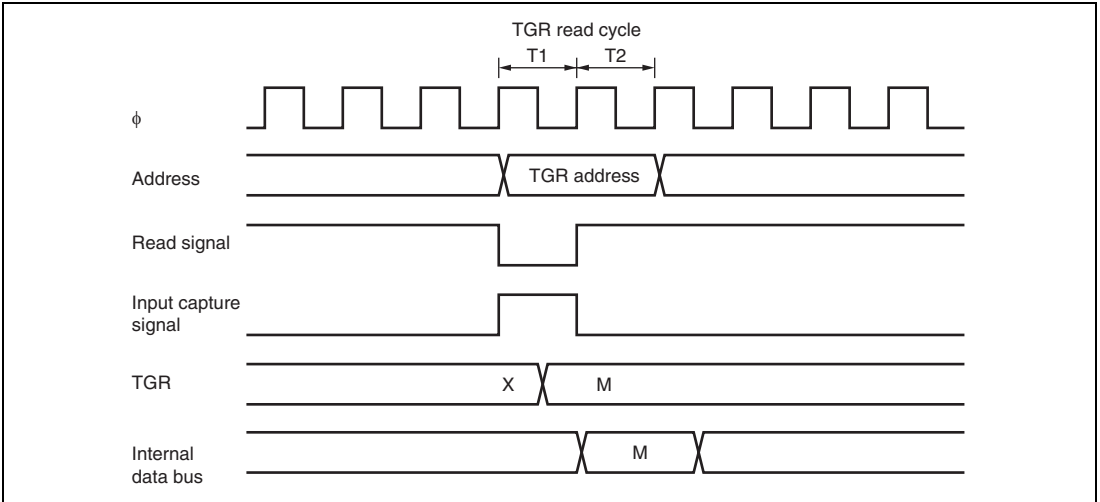 TGR read cycle
T1 T2
ϕ
Address TGR address
Read signal
Input capture
signal
TGR X M
Internal M
data bus